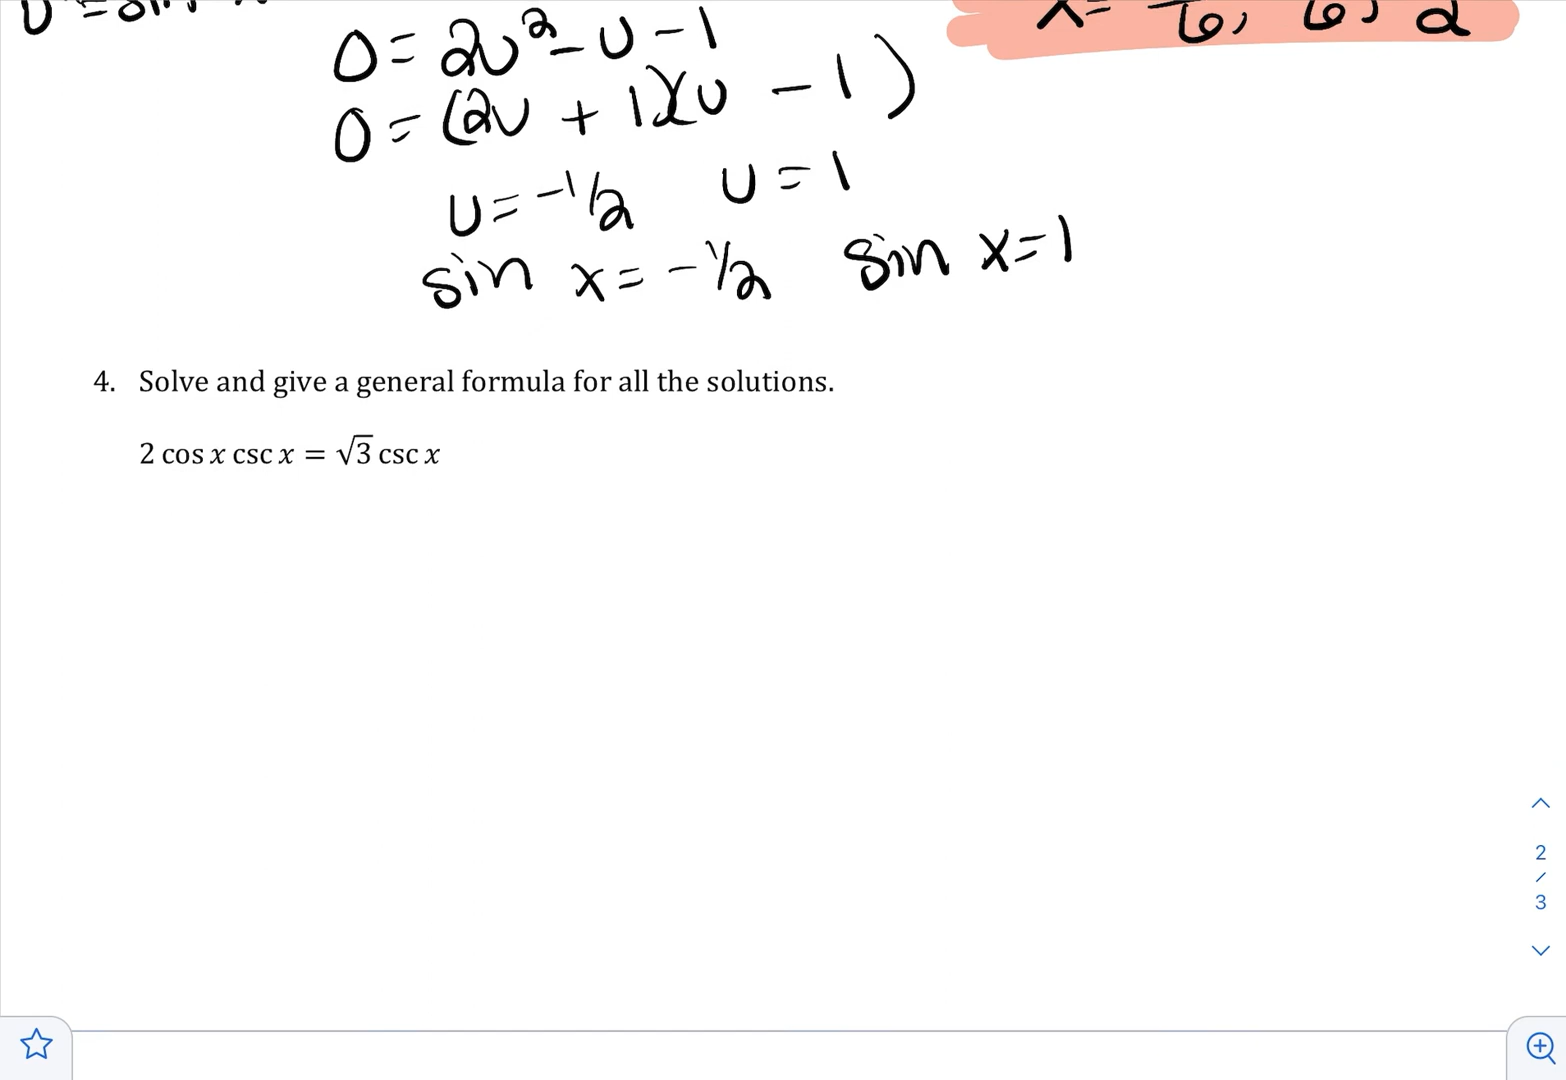 0 = 2u² - u - 1
0 = (2u + 1)(u - 1)
u = -1/2 u = 1
sin x = -1/2 sin x = 1
4. Solve and give a general formula for all the solutions.
2 cos x csc x = √3 csc x
2
/
3